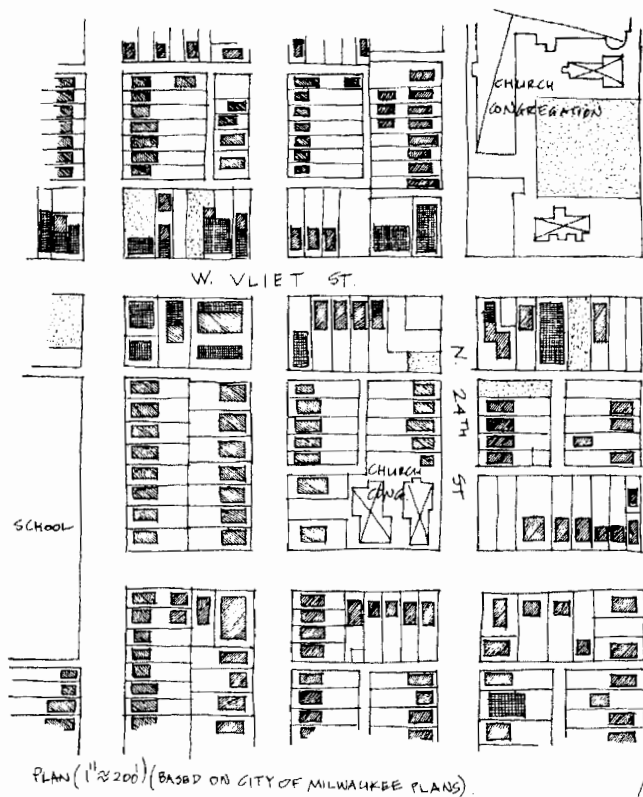 CHURCH
CONGREGATION
W. VLIET ST.
N. 24TH ST
CHURCH
CONG.
SCHOOL
PLAN (1"≈200') (BASED ON CITY OF MILWAUKEE PLANS).